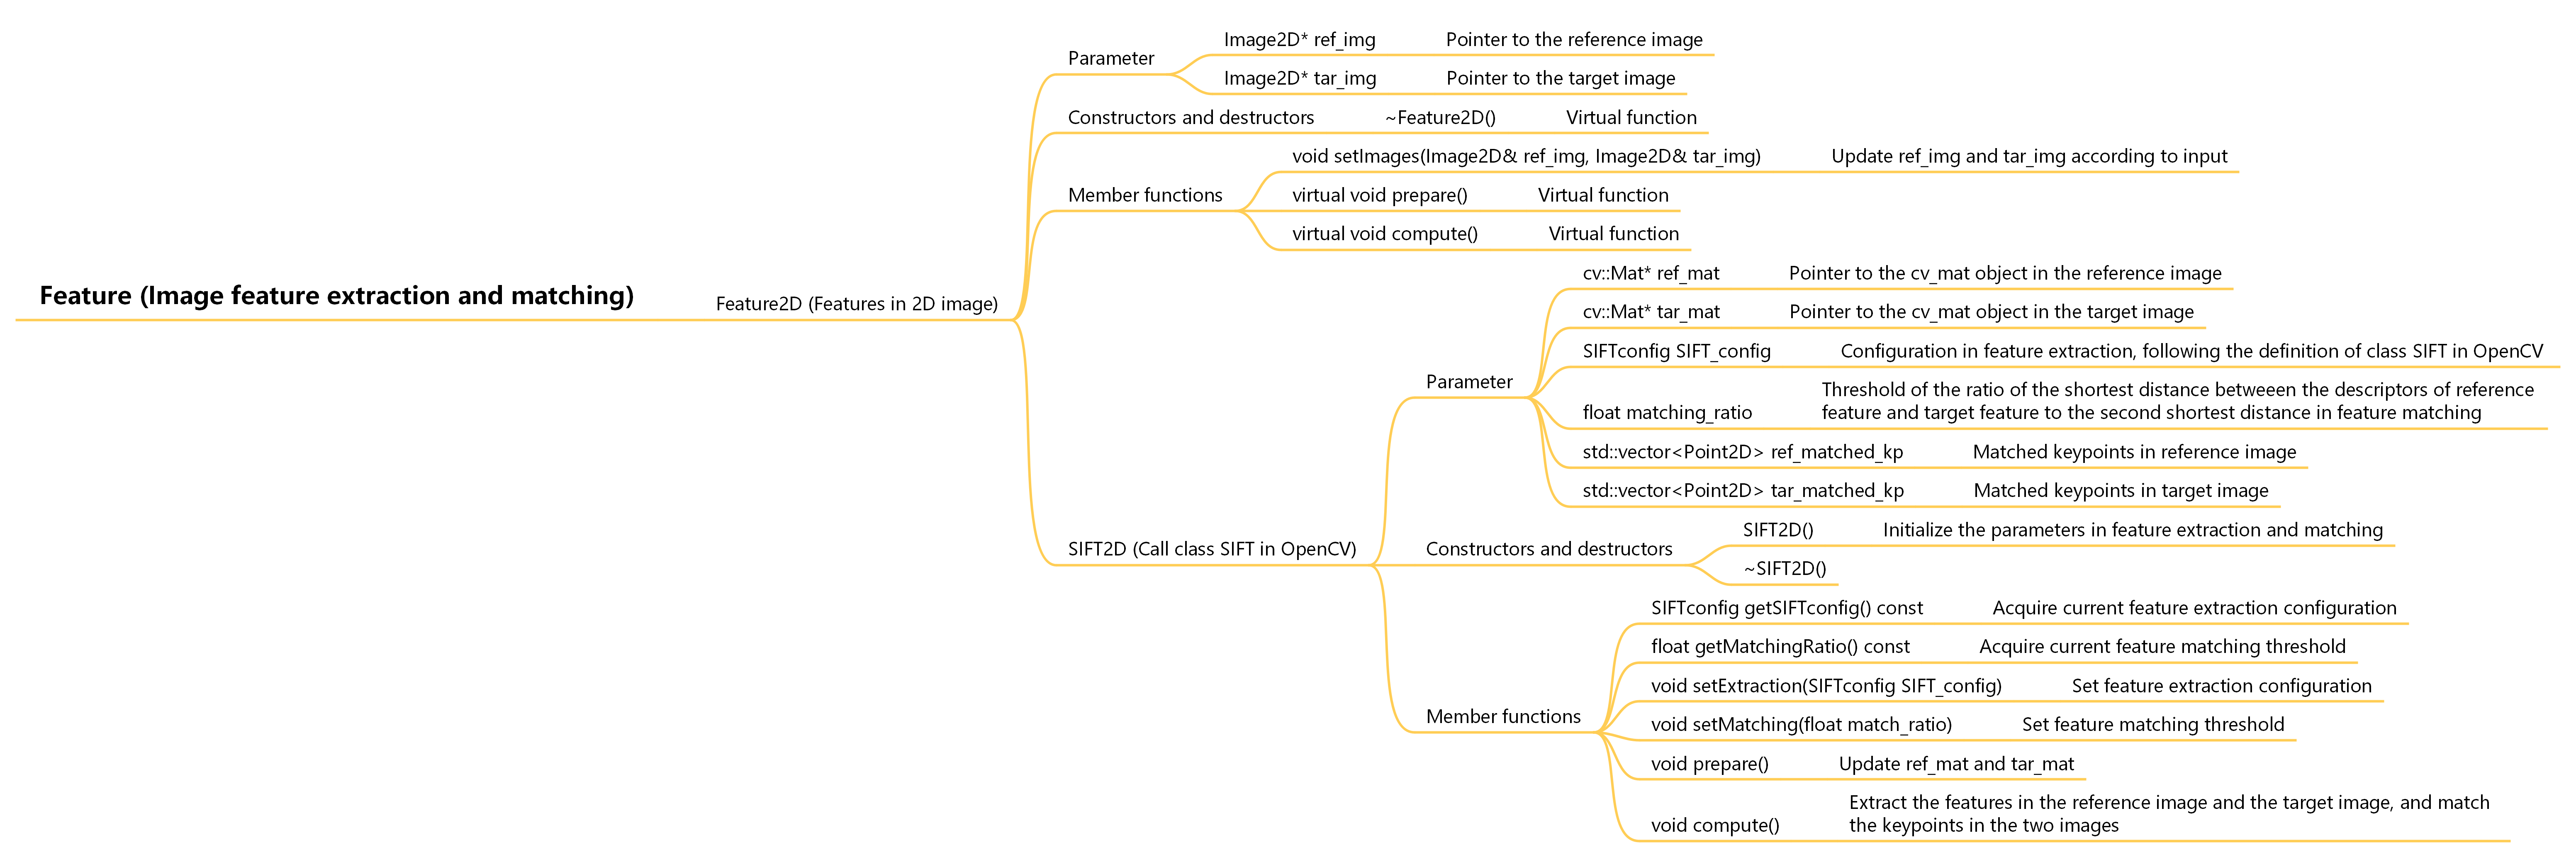 Feature (Image feature extraction and matching)
Feature2D (Features in 2D image)
Parameter
Image2D* ref_img
Pointer to the reference image
Image2D* tar_img
Pointer to the target image
Constructors and destructors
~Feature2D()
Virtual function
Member functions
void setImages(Image2D& ref_img, Image2D& tar_img)
Update ref_img and tar_img according to input
virtual void prepare()
Virtual function
virtual void compute()
Virtual function
SIFT2D (Call class SIFT in OpenCV)
Parameter
cv::Mat* ref_mat
Pointer to the cv_mat object in the reference image
cv::Mat* tar_mat
Pointer to the cv_mat object in the target image
SIFTconfig SIFT_config
Configuration in feature extraction, following the definition of class SIFT in OpenCV
float matching_ratio
Threshold of the ratio of the shortest distance betweeen the descriptors of reference
feature and target feature to the second shortest distance in feature matching
std::vector<Point2D> ref_matched_kp
Matched keypoints in reference image
std::vector<Point2D> tar_matched_kp
Matched keypoints in target image
Constructors and destructors
SIFT2D()
Initialize the parameters in feature extraction and matching
~SIFT2D()
Member functions
SIFTconfig getSIFTconfig() const
Acquire current feature extraction configuration
float getMatchingRatio() const
Acquire current feature matching threshold
void setExtraction(SIFTconfig SIFT_config)
Set feature extraction configuration
void setMatching(float match_ratio)
Set feature matching threshold
void prepare()
Update ref_mat and tar_mat
void compute()
Extract the features in the reference image and the target image, and match
the keypoints in the two images